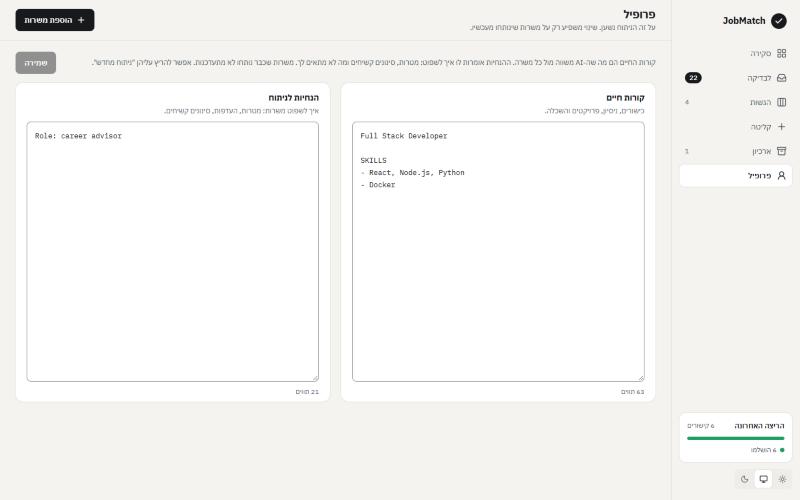 JobMatch
סקירה
לבדיקה 22
הגשות 4
קליטה
ארכיון 1
פרופיל
הריצה האחרונה 6 קישורים
6 הושלמו
פרופיל
על זה הניתוח נשען. שינוי משפיע רק על משרות שינותחו מעכשיו.
הוספת משרות
קורות החיים הם מה שה-AI משווה מול כל משרה. ההנחיות אומרות לו איך לשפוט: מטרות, סינונים קשיחים ומה לא מתאים לך. משרות שכבר נותחו לא מתעדכנות. אפשר להריץ עליהן "ניתוח מחדש".
שמירה
קורות חיים
כישורים, ניסיון, פרויקטים והשכלה.
Full Stack Developer
SKILLS
- React, Node.js, Python
- Docker
63 תווים
הנחיות לניתוח
איך לשפוט משרות: מטרות, העדפות, סינונים קשיחים.
Role: career advisor
21 תווים